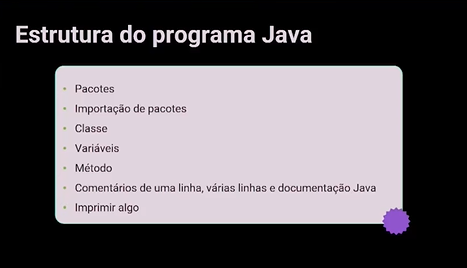 Estrutura do programa Java
• Pacotes
• Importação de pacotes
• Classe
• Variáveis
• Método
• Comentários de uma linha, várias linhas e documentação Java
• Imprimir algo